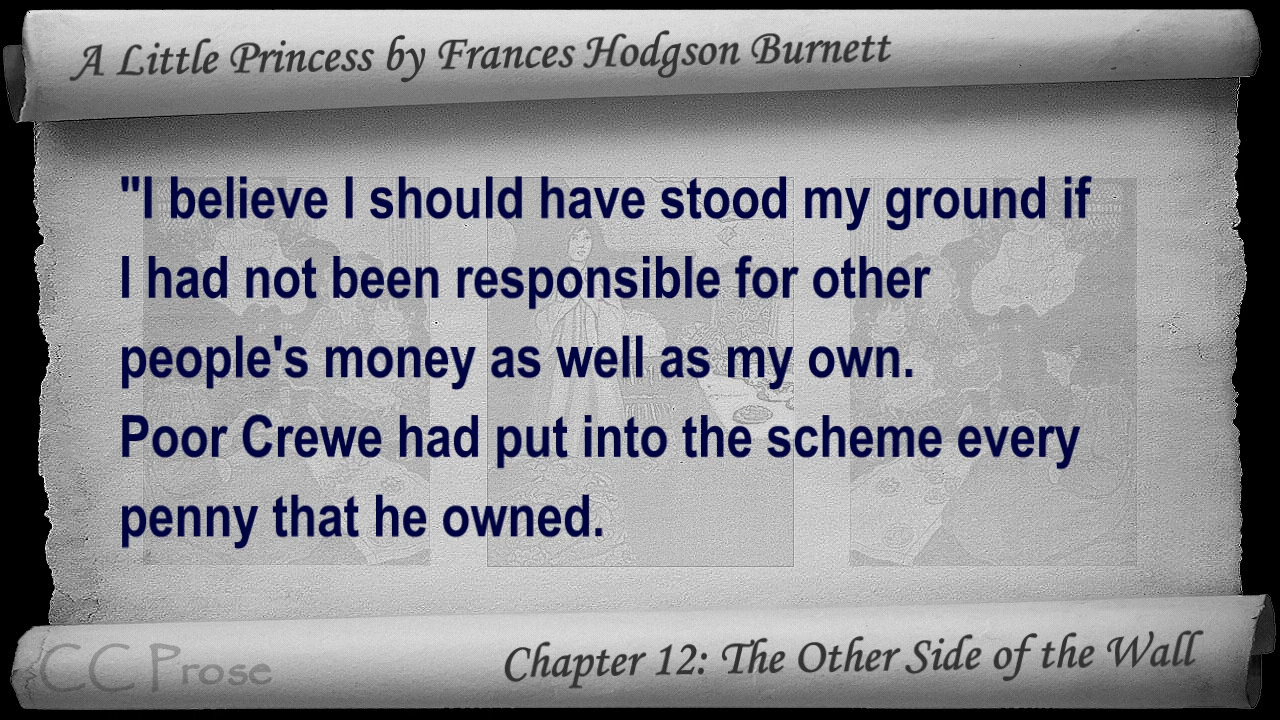 A Little Princess by Frances Hodgson Burnett
"I believe I should have stood my ground if
I had not been responsible for other
people's money as well as my own.
Poor Crewe had put into the scheme every
penny that he owned.
CC Prose
Chapter 12: The Other Side of the Wall